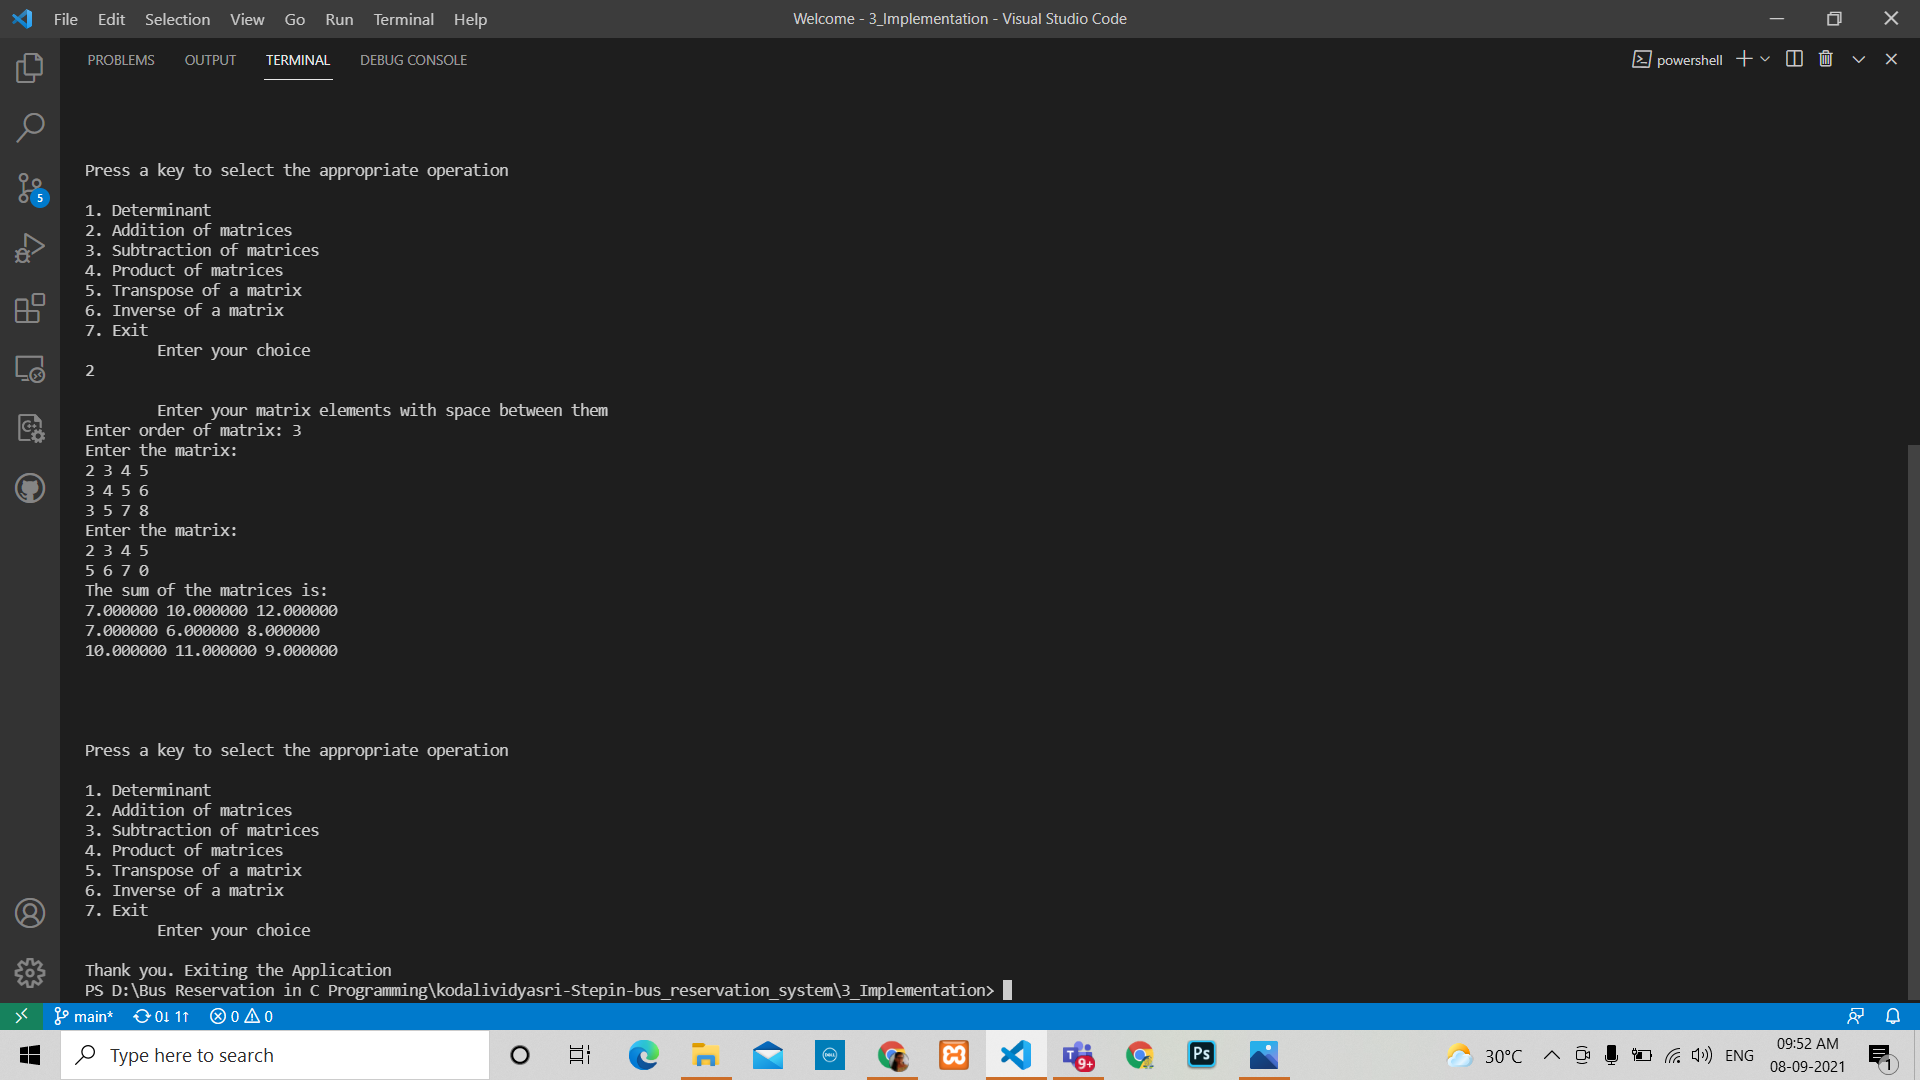 File Edit Selection View Go Run Terminal Help
Welcome - 3_Implementation - Visual Studio Code
PROBLEMS OUTPUT TERMINAL DEBUG CONSOLE
powershell
Press a key to select the appropriate operation
1. Determinant
2. Addition of matrices
3. Subtraction of matrices
4. Product of matrices
5. Transpose of a matrix
6. Inverse of a matrix
7. Exit
Enter your choice
2
Enter your matrix elements with space between them
Enter order of matrix: 3
Enter the matrix:
2 3 4 5
3 4 5 6
3 5 7 8
Enter the matrix:
2 3 4 5
5 6 7 0
The sum of the matrices is:
7.000000 10.000000 12.000000
7.000000 6.000000 8.000000
10.000000 11.000000 9.000000
Press a key to select the appropriate operation
1. Determinant
2. Addition of matrices
3. Subtraction of matrices
4. Product of matrices
5. Transpose of a matrix
6. Inverse of a matrix
7. Exit
Enter your choice
Thank you. Exiting the Application
PS D:\Bus Reservation in C Programming\kodalividyasri-Stepin-bus_reservation_system\3_Implementation>
5
main* 0↓ 1↑ 0 0
Type here to search
DELL
T 9+
Ps
30°C
ENG
09:52 AM
08-09-2021
1